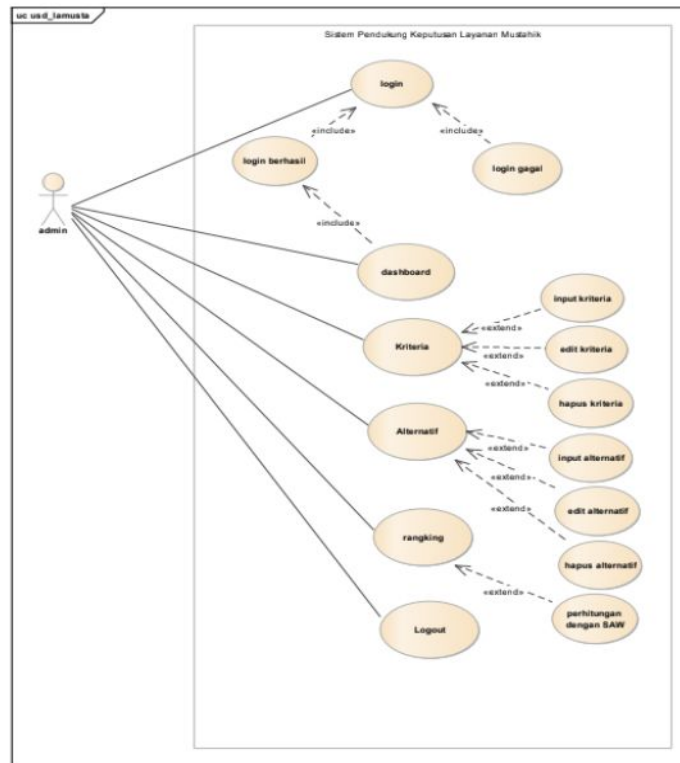 uc usd_lamusta
Sistem Pendukung Keputusan Layanan Mustahik
login
«include»
«include»
login berhasil
login gagal
admin
«include»
dashboard
input kriteria
«extend»
Kriteria
edit kriteria
«extend»
«extend»
hapus kriteria
Alternatif
«extend»
input alternatif
«extend»
edit alternatif
«extend»
rangking
hapus alternatif
«extend»
perhitungan
dengan SAW
Logout